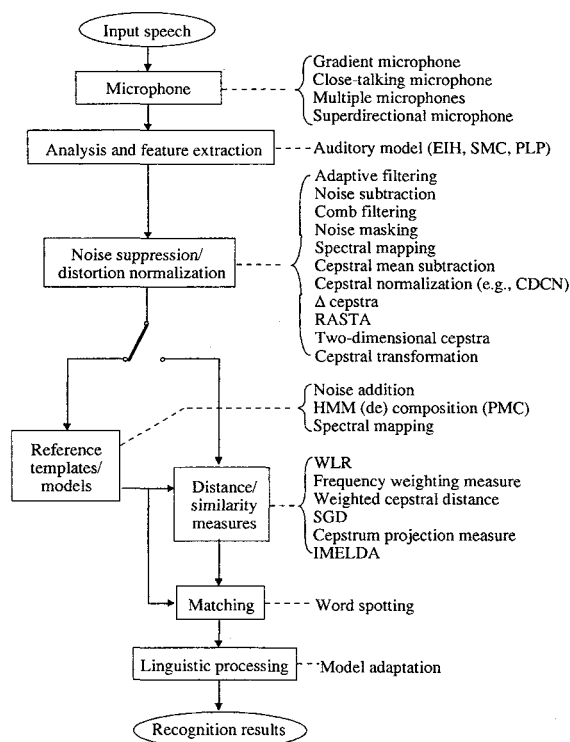 Input speech
Microphone
Gradient microphone
Close-talking microphone
Multiple microphones
Superdirectional microphone
Analysis and feature extraction
Auditory model (EIH, SMC, PLP)
Noise suppression/
distortion normalization
Adaptive filtering
Noise subtraction
Comb filtering
Noise masking
Spectral mapping
Cepstral mean subtraction
Cepstral normalization (e.g., CDCN)
Δ cepstra
RASTA
Two-dimensional cepstra
Cepstral transformation
Reference
templates/
models
Noise addition
HMM (de) composition (PMC)
Spectral mapping
Distance/
similarity
measures
WLR
Frequency weighting measure
Weighted cepstral distance
SGD
Cepstrum projection measure
IMELDA
Matching
Word spotting
Linguistic processing
Model adaptation
Recognition results